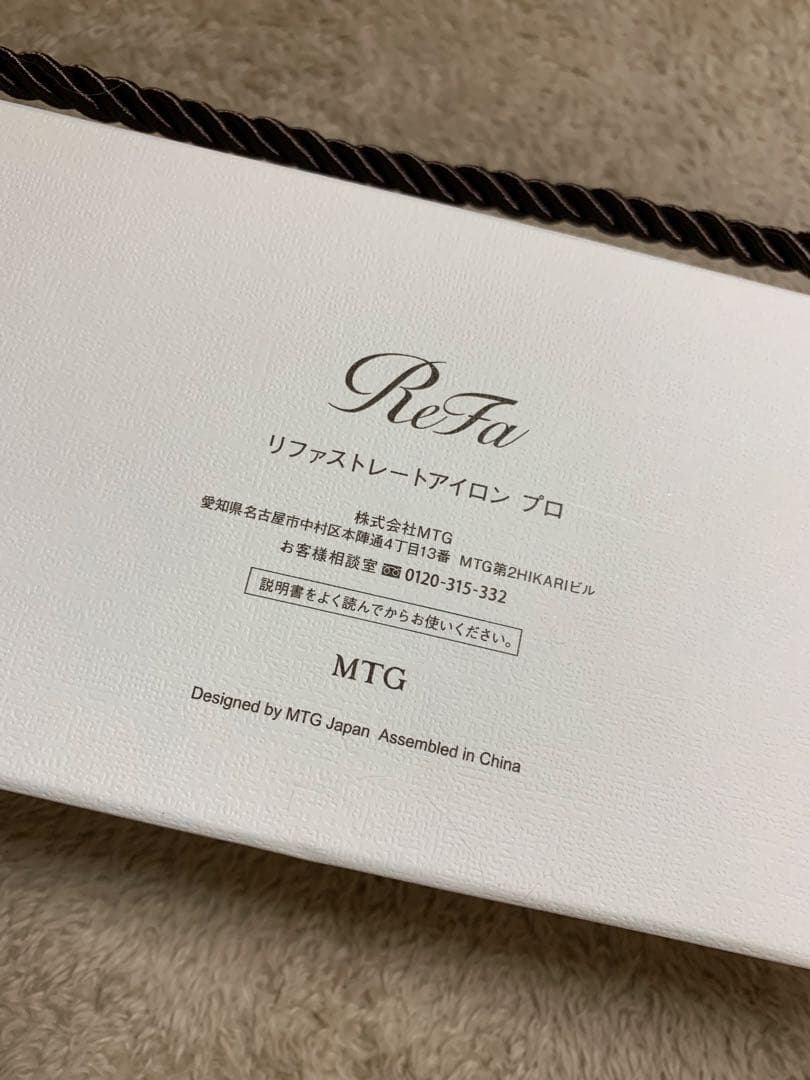 ReFa
リファストレートアイロン プロ
株式会社MTG
愛知県名古屋市中村区本陣通4丁目13番 MTG第2HIKARIビル
お客様相談室 0120-315-332
説明書をよく読んでからお使いください。
MTG
Designed by MTG Japan Assembled in China